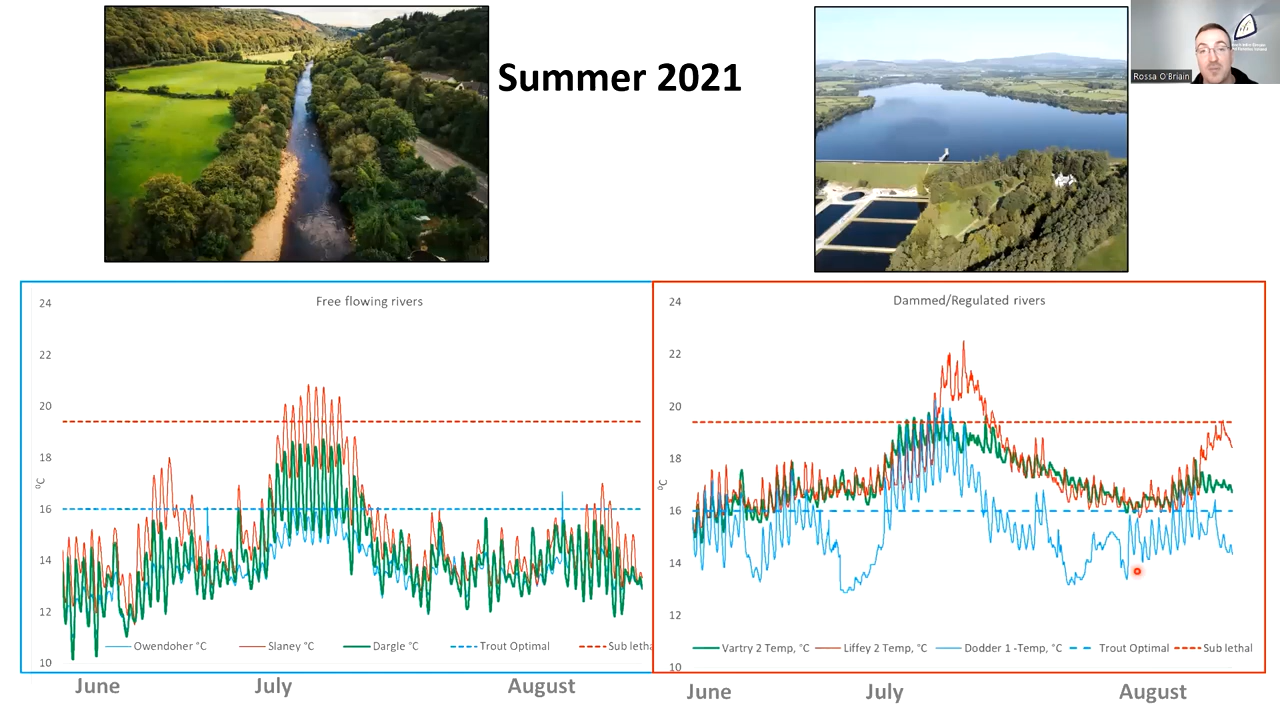 Summer 2021
Rossa O Briain
Free flowing rivers
24
22
20
18
°C
16
14
12
10
Owendoher °C
Slaney °C
Dargle °C
Trout Optimal
Sub letha
June
July
August
Dammed/Regulated rivers
24
22
20
18
°C
16
14
12
10
Vartry 2 Temp, °C
Liffey 2 Temp, °C
Dodder 1 -Temp, °C
Trout Optimal
Sub lethal
June
July
August